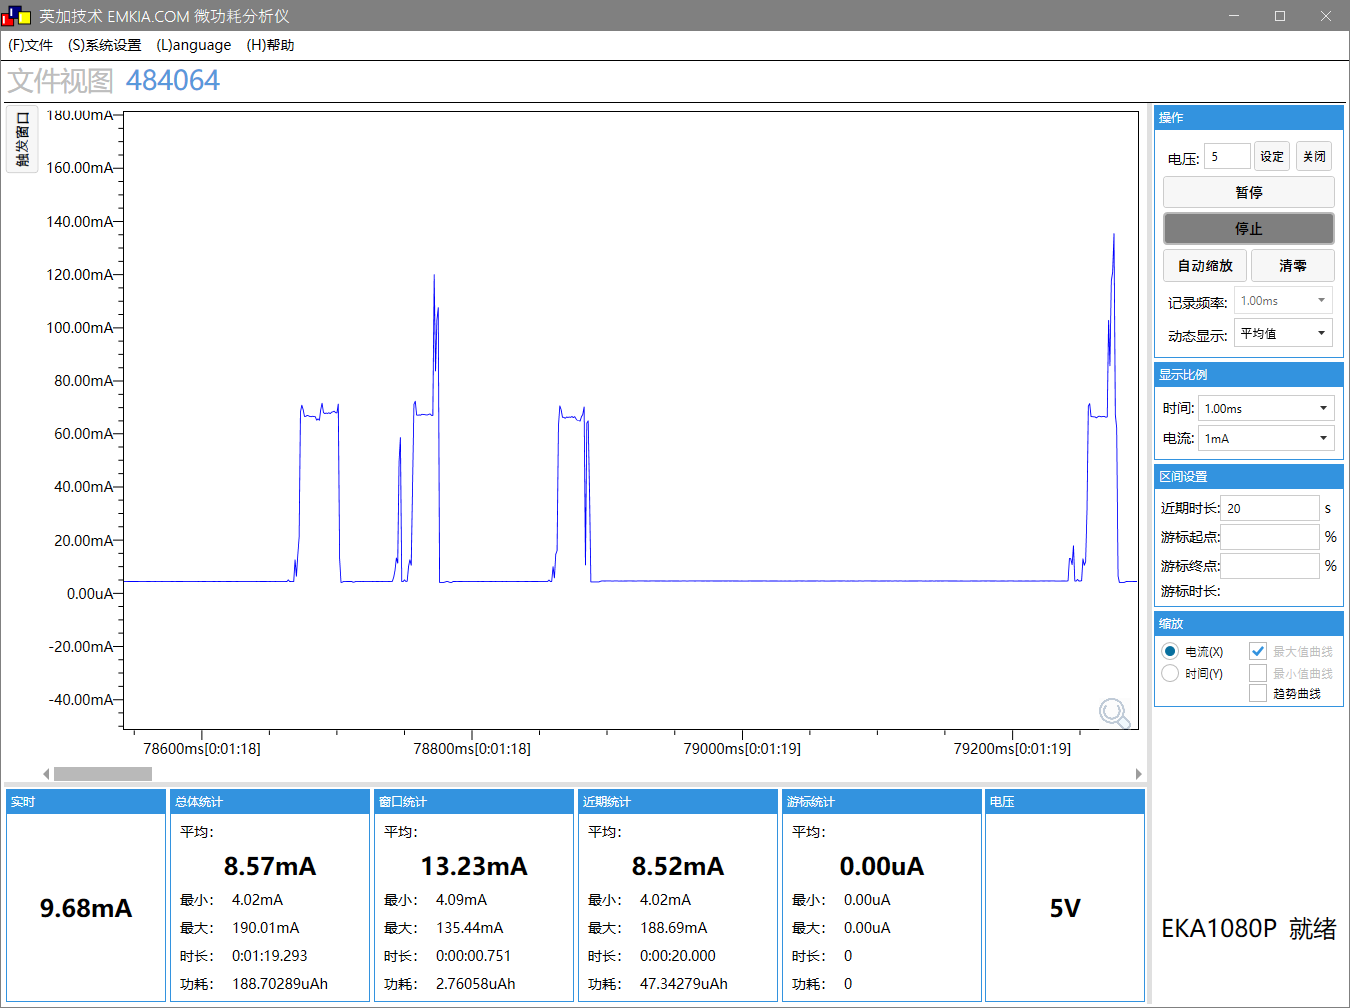 英加技术 EMKIA.COM 微功耗分析仪
(F)文件 (S)系统设置 (L)anguage (H)帮助
文件视图 484064
触发窗口
180.00mA
160.00mA
140.00mA
120.00mA
100.00mA
80.00mA
60.00mA
40.00mA
20.00mA
0.00uA
-20.00mA
-40.00mA
78600ms[0:01:18] 78800ms[0:01:18] 79000ms[0:01:19] 79200ms[0:01:19]
操作
电压: 5 设定 关闭
暂停
停止
自动缩放 清零
记录频率: 1.00ms
动态显示: 平均值
显示比例
时间: 1.00ms
电流: 1mA
区间设置
近期时长: 20 s
游标起点: %
游标终点: %
游标时长:
缩放
电流(X) 最大值曲线
时间(Y) 最小值曲线
趋势曲线
实时
9.68mA
总体统计
平均:
8.57mA
最小: 4.02mA
最大: 190.01mA
时长: 0:01:19.293
功耗: 188.70289uAh
窗口统计
平均:
13.23mA
最小: 4.09mA
最大: 135.44mA
时长: 0:00:00.751
功耗: 2.76058uAh
近期统计
平均:
8.52mA
最小: 4.02mA
最大: 188.69mA
时长: 0:00:20.000
功耗: 47.34279uAh
游标统计
平均:
0.00uA
最小: 0.00uA
最大: 0.00uA
时长: 0
功耗: 0
电压
5V
EKA1080P 就绪